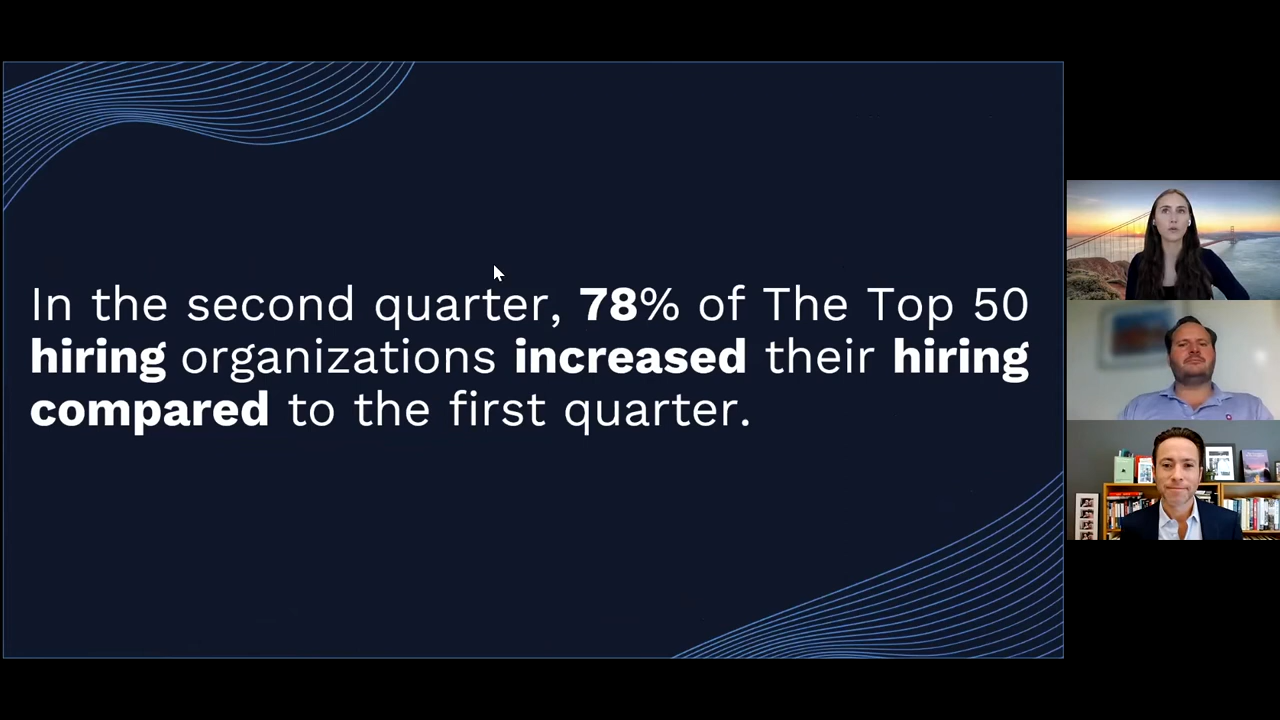 In the second quarter, 78% of The Top 50
hiring organizations increased their hiring
compared to the first quarter.